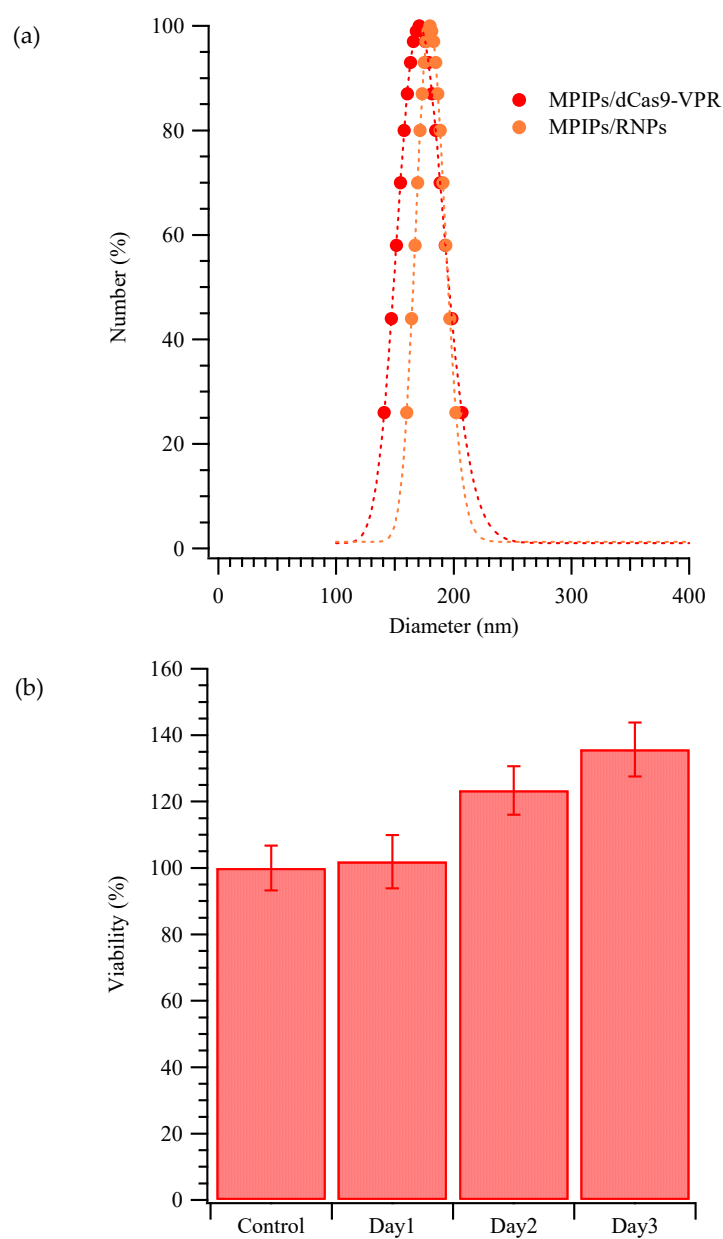 (a)
100
80
60
40
20
0
Number (%)
MPIPs/dCas9-VPR
MPIPs/RNPs
0 100 200 300 400
Diameter (nm)
(b)
160
140
120
100
80
60
40
20
0
Viability (%)
Control Day1 Day2 Day3